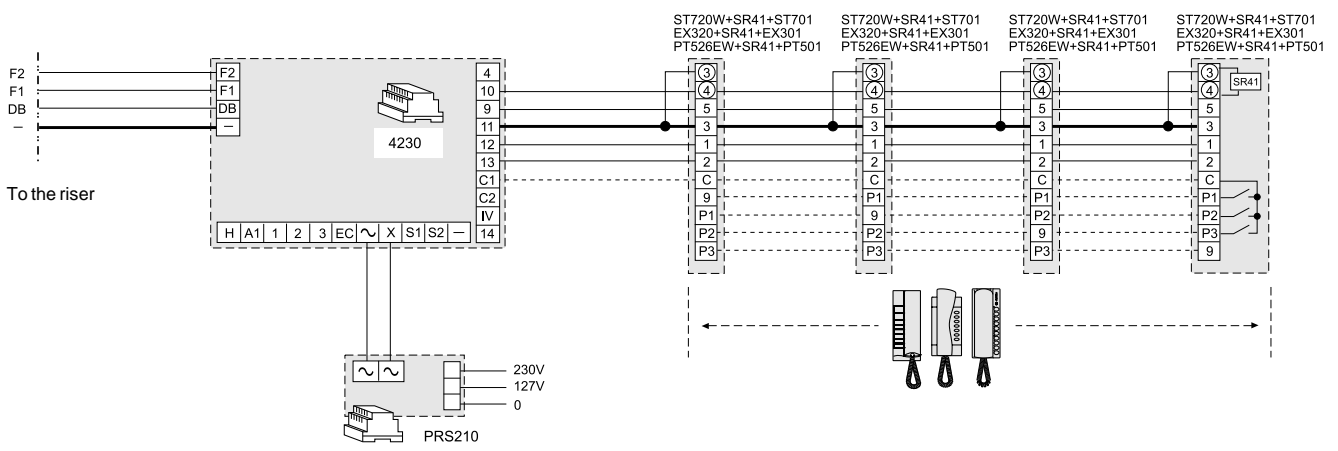 ST720W+SR41+ST701
EX320+SR41+EX301
PT526EW+SR41+PT501
ST720W+SR41+ST701
EX320+SR41+EX301
PT526EW+SR41+PT501
ST720W+SR41+ST701
EX320+SR41+EX301
PT526EW+SR41+PT501
ST720W+SR41+ST701
EX320+SR41+EX301
PT526EW+SR41+PT501
F2
F1
DB
–
To the riser
F2
F1
DB
–
4230
4
10
9
11
12
13
C1
C2
IV
14
H A1 1 2 3 EC ~ X S1 S2 –
3
4
5
3
1
2
C
9
P1
P2
P3
3
4
5
3
1
2
C
P1
9
P2
P3
3
4
5
3
1
2
C
P1
P2
9
P3
3
4
5
3
1
2
C
P1
P2
P3
9
SR41
~ ~
230V
127V
0
PRS210